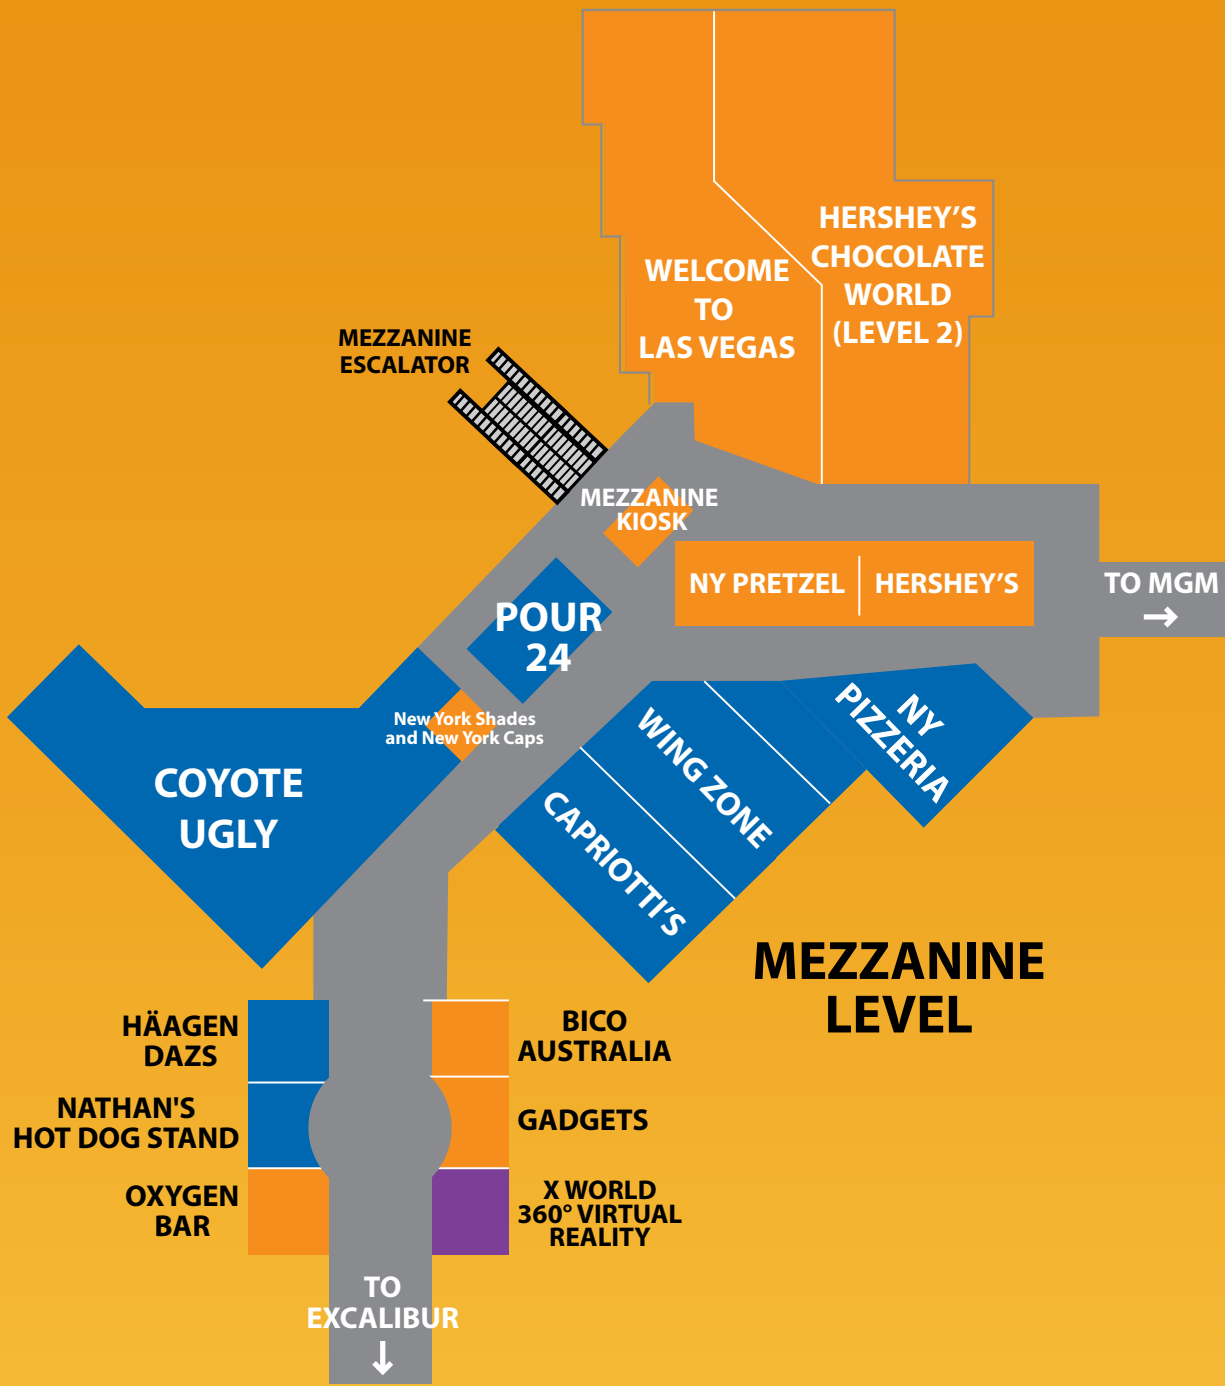 HERSHEY'S
CHOCOLATE
WORLD
(LEVEL 2)
WELCOME
TO
LAS VEGAS
MEZZANINE
ESCALATOR
MEZZANINE
KIOSK
NY PRETZEL
HERSHEY'S
TO MGM
→
POUR
24
New York Shades
and New York Caps
COYOTE
UGLY
NY
PIZZERIA
WING ZONE
CAPRIOTTI'S
MEZZANINE
LEVEL
HÄAGEN
DAZS
BICO
AUSTRALIA
NATHAN'S
HOT DOG STAND
GADGETS
OXYGEN
BAR
X WORLD
360° VIRTUAL
REALITY
TO
EXCALIBUR
↓